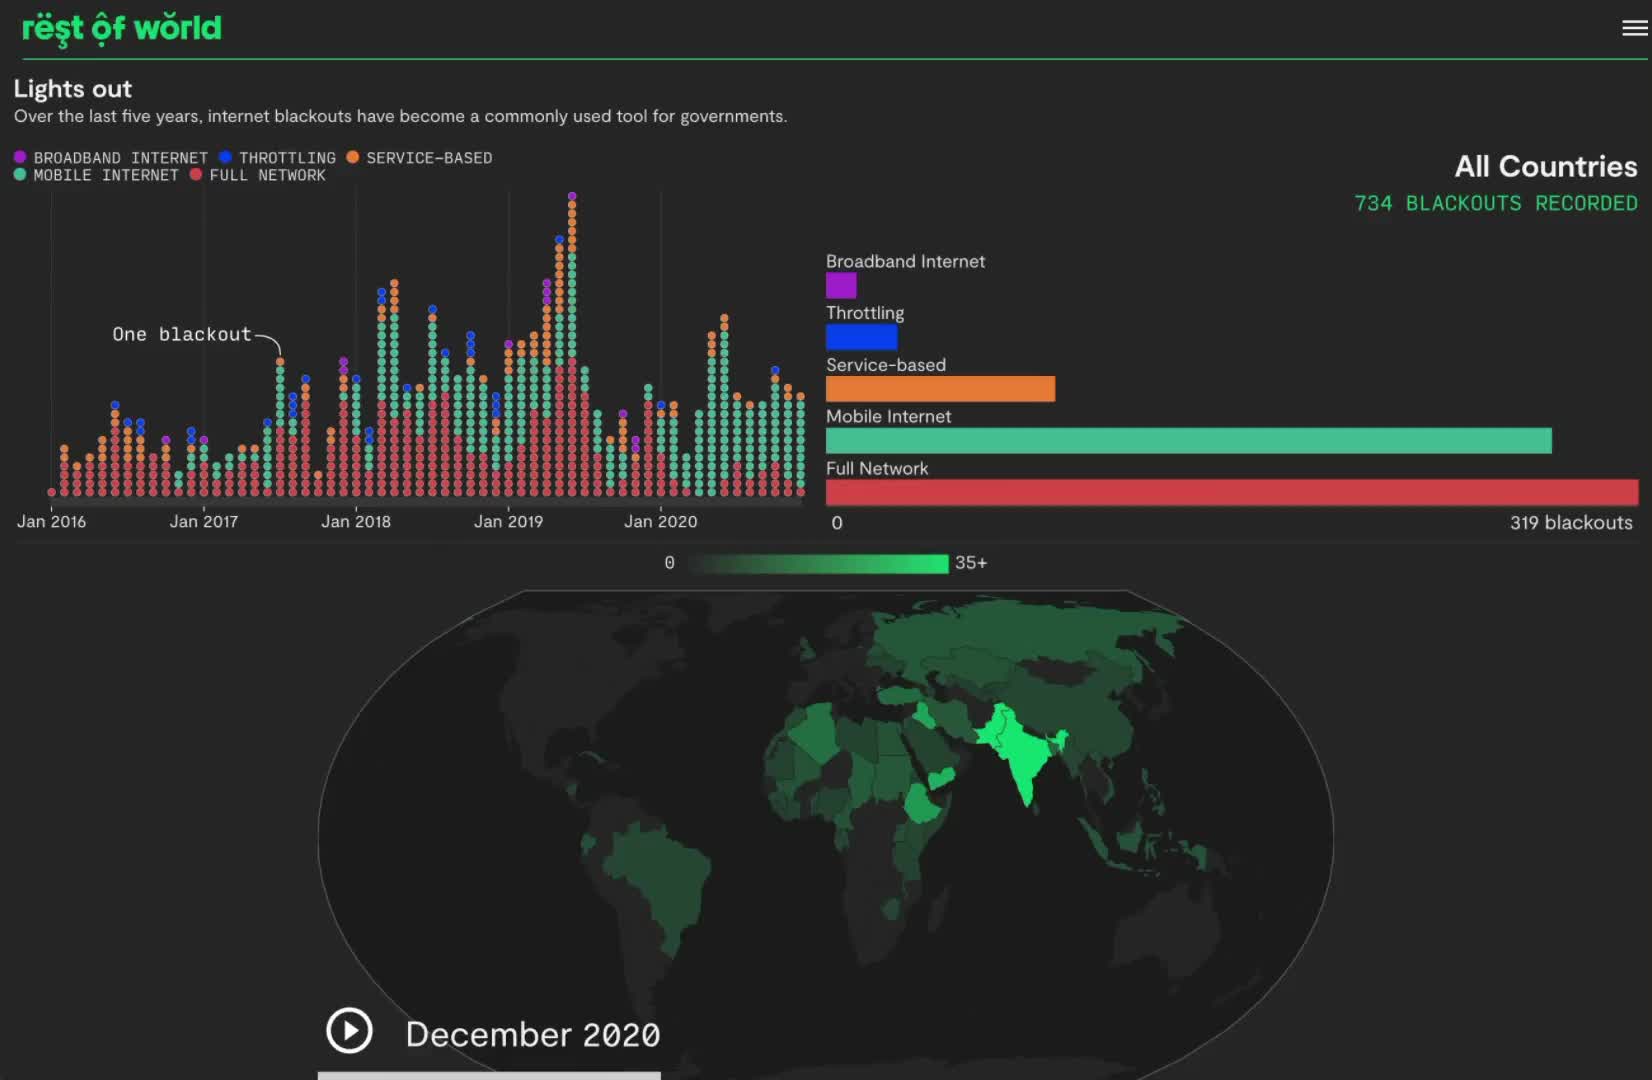 rëşt ộf wŏrld
Lights out
Over the last five years, internet blackouts have become a commonly used tool for governments.
BROADBAND INTERNET THROTTLING SERVICE-BASED
MOBILE INTERNET FULL NETWORK
All Countries
734 BLACKOUTS RECORDED
One blackout
Jan 2016 Jan 2017 Jan 2018 Jan 2019 Jan 2020
Broadband Internet
Throttling
Service-based
Mobile Internet
Full Network
0 319 blackouts
0 35+
December 2020